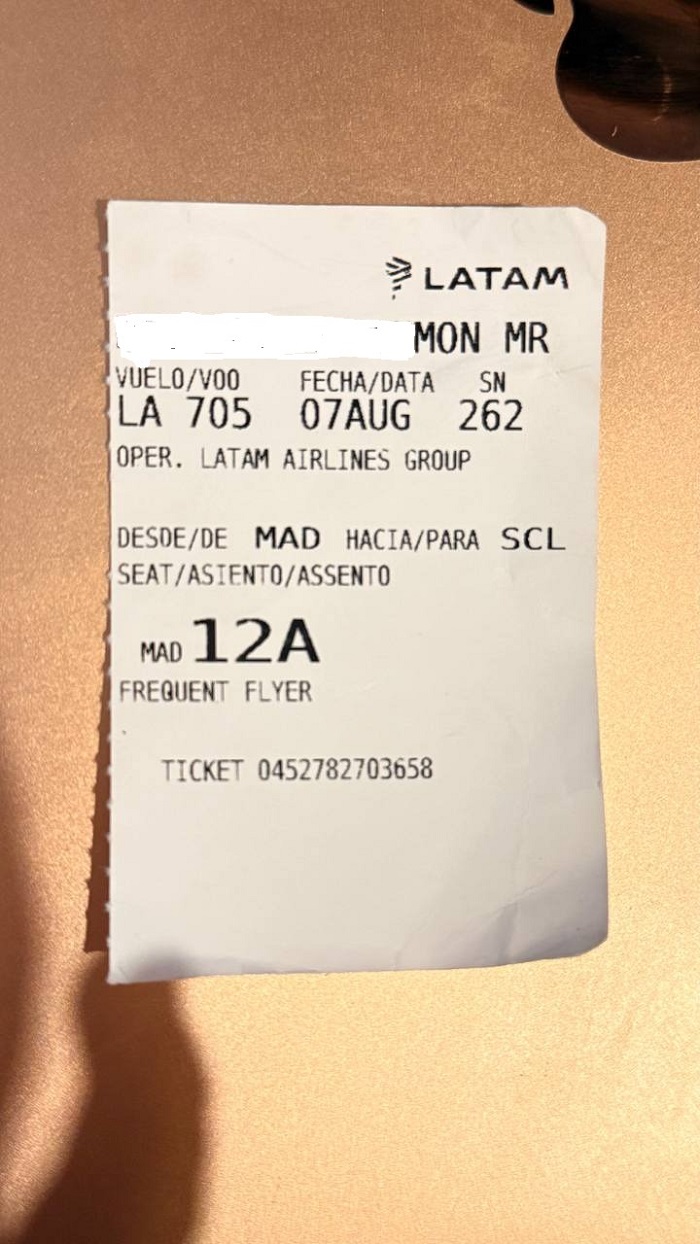 LATAM
MON MR
VUELO/VOO FECHA/DATA SN
LA 705 07AUG 262
OPER. LATAM AIRLINES GROUP
DESDE/DE MAD HACIA/PARA SCL
SEAT/ASIENTO/ASSENTO
MAD 12A
FREQUENT FLYER
TICKET 0452782703658